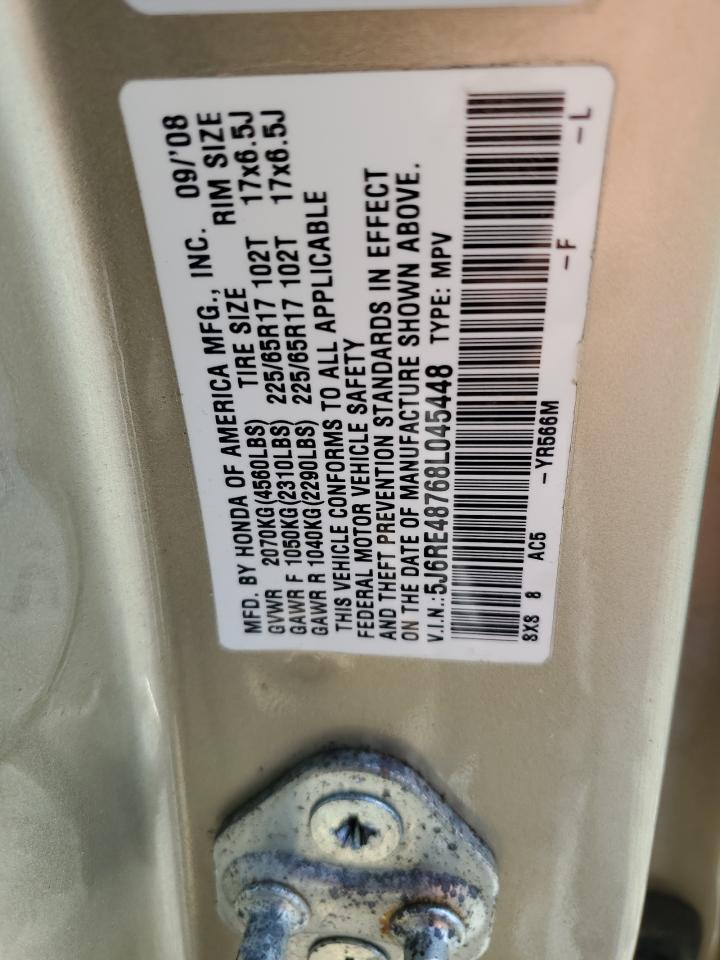 MFD. BY HONDA OF AMERICA MFG., INC. 09/'08
TIRE SIZE RIM SIZE
GVWR 2070KG(4560LBS) 225/65R17 102T 17x6.5J
GAWR F 1050KG(2310LBS) 225/65R17 102T 17x6.5J
GAWR R 1040KG(2290LBS)
THIS VEHICLE CONFORMS TO ALL APPLICABLE
FEDERAL MOTOR VEHICLE SAFETY
AND THEFT PREVENTION STANDARDS IN EFFECT
ON THE DATE OF MANUFACTURE SHOWN ABOVE.
V.I.N.:5J6RE48768L045448 TYPE: MPV
8X8 8 AC5 -YR566M -F -L